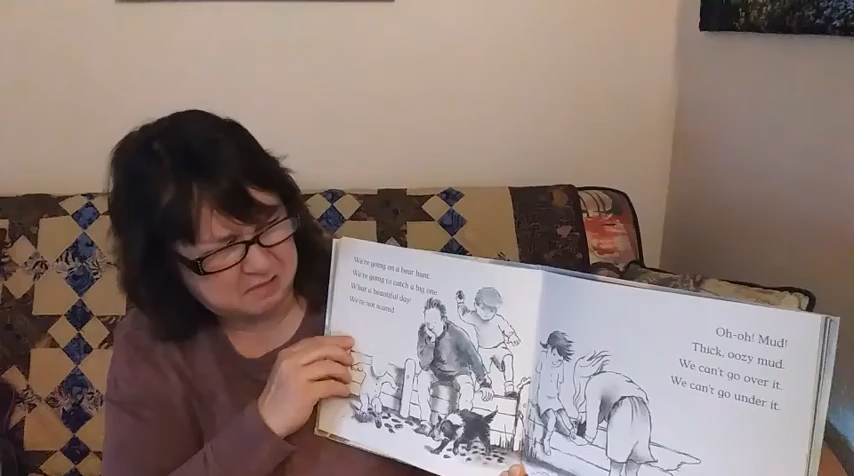 We're going on a bear hunt.
We're going to catch a big one.
What a beautiful day!
We're not scared.
Oh-oh! Mud!
Thick, oozy mud.
We can't go over it.
We can't go under it.